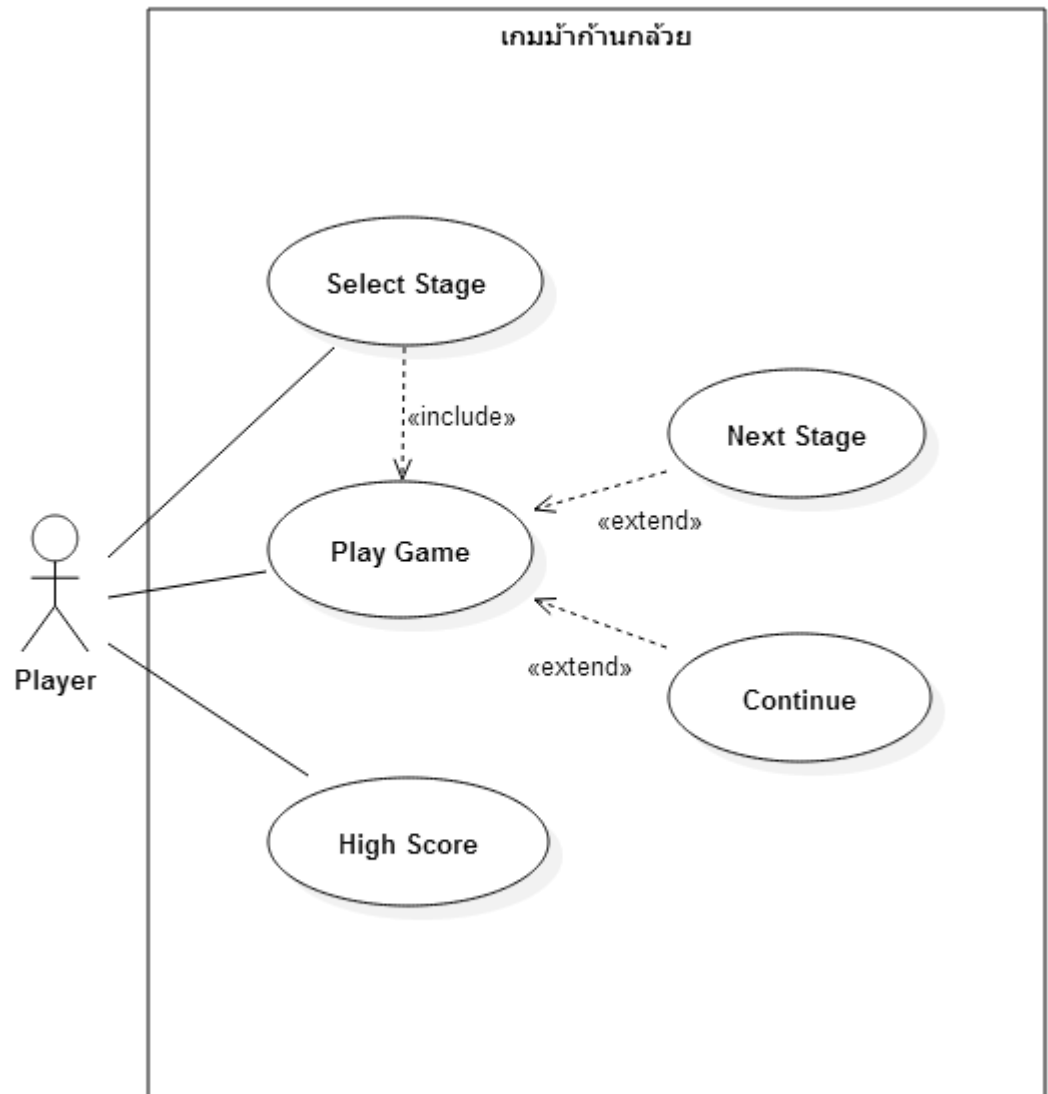 เกมม้าก้านกล้วย
Select Stage
«include»
Next Stage
«extend»
Play Game
«extend»
Player
Continue
High Score